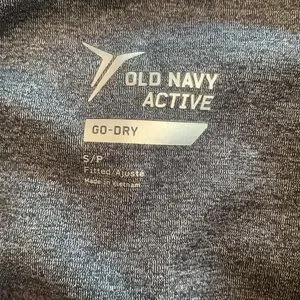 OLD NAVY
ACTIVE
GO-DRY
S/P
Fitted/Ajusté
Made in Vietnam